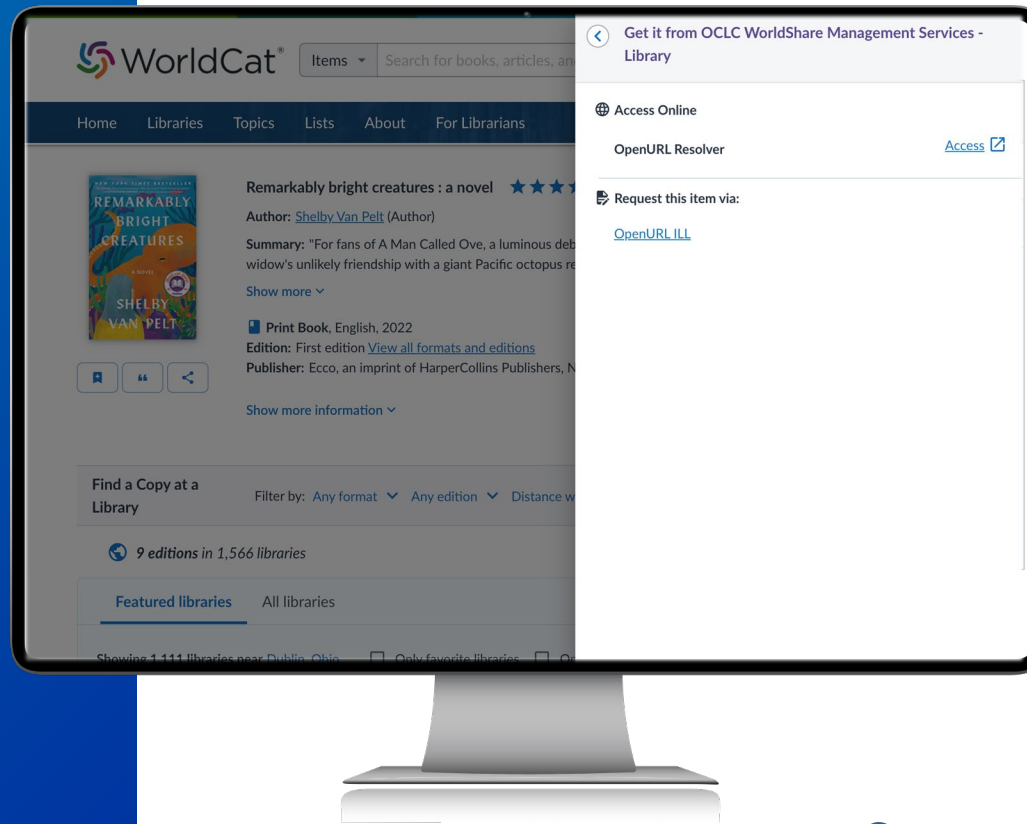 WorldCat®
Items
Search for books, articles, an
Home Libraries Topics Lists About For Librarians
NEW YORK TIMES BESTSELLER
REMARKABLY
BRIGHT
CREATURES
A NOVEL
SHELBY
VAN PELT
Remarkably bright creatures : a novel
Author: Shelby Van Pelt (Author)
Summary: "For fans of A Man Called Ove, a luminous deb
widow's unlikely friendship with a giant Pacific octopus re
Show more
Print Book, English, 2022
Edition: First edition View all formats and editions
Publisher: Ecco, an imprint of HarperCollins Publishers, N
Show more information
Find a Copy at a
Library
Filter by: Any format Any edition Distance w
9 editions in 1,566 libraries
Featured libraries All libraries
Showing 1,111 libraries near Dublin, Ohio Only favorite libraries
Get it from OCLC WorldShare Management Services -
Library
Access Online
OpenURL Resolver Access
Request this item via:
OpenURL ILL